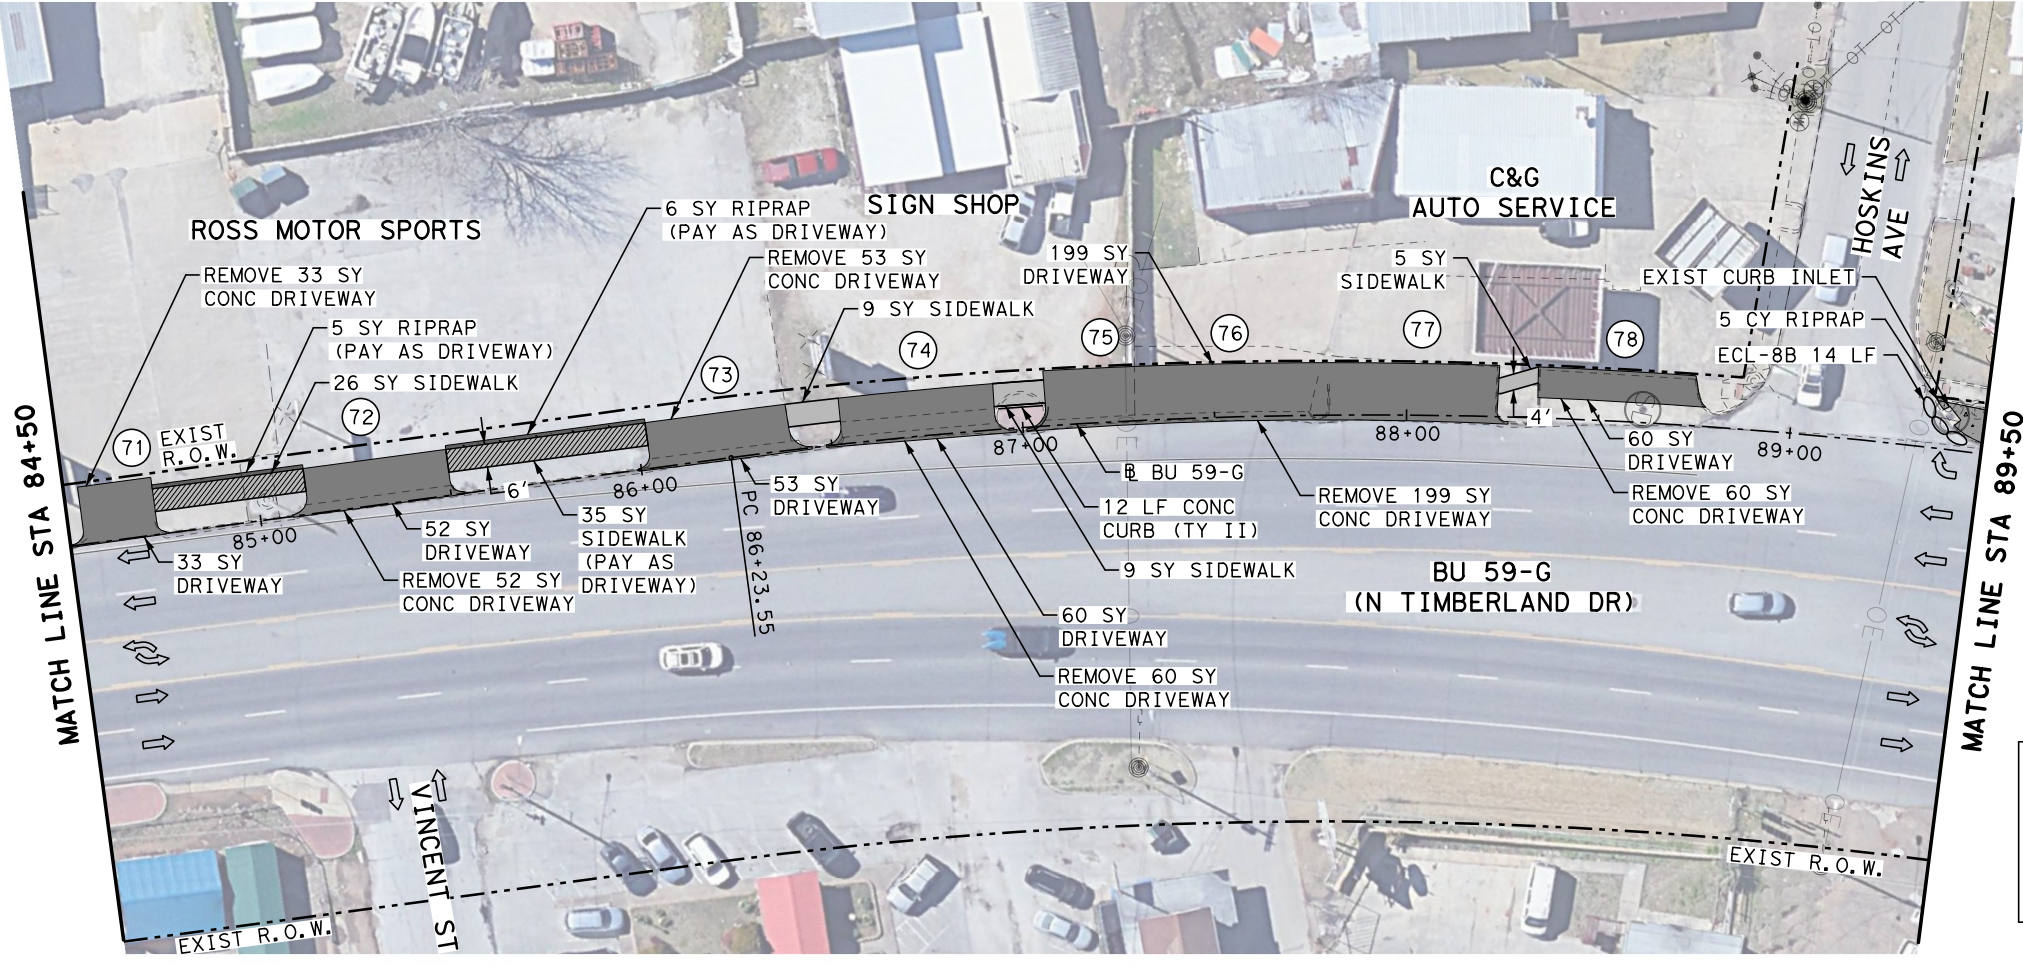 ROSS MOTOR SPORTS
SIGN SHOP
C&G
AUTO SERVICE
HOSKINS
AVE
6 SY RIPRAP
(PAY AS DRIVEWAY)
REMOVE 53 SY
CONC DRIVEWAY
199 SY
DRIVEWAY
5 SY
SIDEWALK
EXIST CURB INLET
REMOVE 33 SY
CONC DRIVEWAY
9 SY SIDEWALK
5 CY RIPRAP
5 SY RIPRAP
(PAY AS DRIVEWAY)
ECL-8B 14 LF
26 SY SIDEWALK
71
72
73
74
75
76
77
78
EXIST
R.O.W.
MATCH LINE STA 84+50
MATCH LINE STA 89+50
85+00
86+00
87+00
88+00
89+00
6'
4'
PC 86+23.55
33 SY
DRIVEWAY
52 SY
DRIVEWAY
REMOVE 52 SY
CONC DRIVEWAY
35 SY
SIDEWALK
(PAY AS
DRIVEWAY)
53 SY
DRIVEWAY
℄ BU 59-G
12 LF CONC
CURB (TY II)
9 SY SIDEWALK
60 SY
DRIVEWAY
REMOVE 60 SY
CONC DRIVEWAY
REMOVE 199 SY
CONC DRIVEWAY
60 SY
DRIVEWAY
REMOVE 60 SY
CONC DRIVEWAY
BU 59-G
(N TIMBERLAND DR)
VINCENT ST
EXIST R.O.W.
EXIST R.O.W.